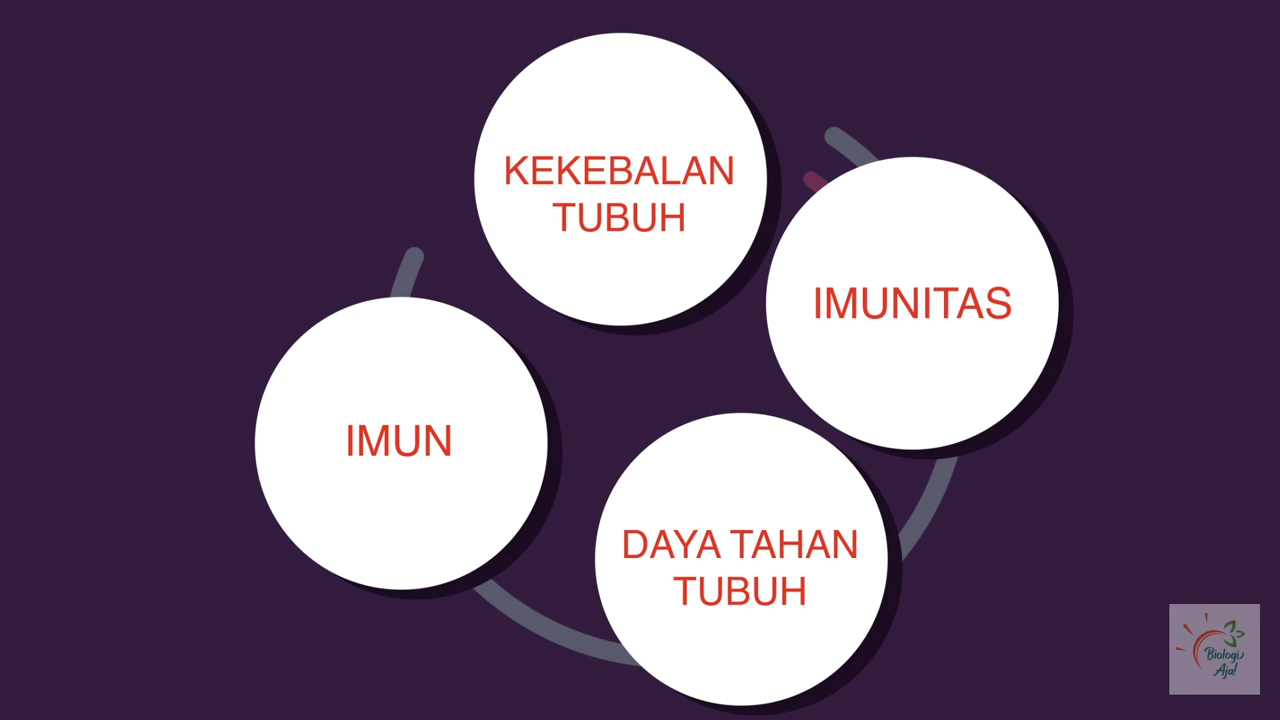 KEKEBALAN
TUBUH
IMUNITAS
IMUN
DAYA TAHAN
TUBUH
Biologi
Aja!